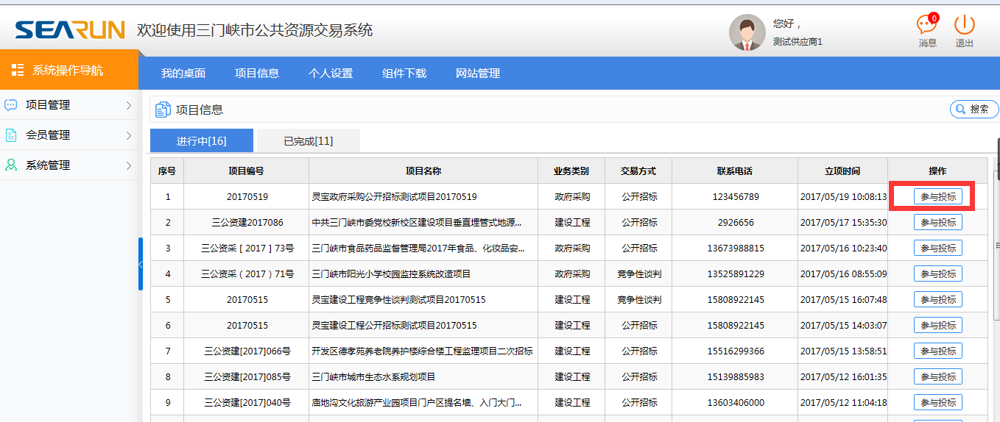 SEARUN 欢迎使用三门峡市公共资源交易系统
您好，
测试供应商1
0
消息
退出
系统操作导航
我的桌面 项目信息 个人设置 组件下载 网站管理
项目管理
会员管理
系统管理
项目信息
搜索
进行中[16] 已完成[11]
序号 项目编号 项目名称 业务类别 交易方式 联系电话 立项时间 操作
1 20170519 灵宝政府采购公开招标测试项目20170519 政府采购 公开招标 123456789 2017/05/19 10:08:13 参与投标
2 三公资建2017086 中共三门峡市委党校新校区建设项目垂直埋管式地源... 建设工程 公开招标 2926656 2017/05/17 15:35:30 参与投标
3 三公资采［2017］73号 三门峡市食品药品监督管理局2017年食品、化妆品安... 政府采购 公开招标 13673988815 2017/05/16 10:23:40 参与投标
4 三公资采（2017）71号 三门峡市阳光小学校园监控系统改造项目 政府采购 竞争性谈判 13525891229 2017/05/16 08:55:09 参与投标
5 20170515 灵宝建设工程竞争性谈判测试项目20170515 建设工程 竞争性谈判 15808922145 2017/05/15 16:07:48 参与投标
6 20170515 灵宝建设工程公开招标测试项目20170515 建设工程 公开招标 15808922145 2017/05/15 14:03:07 参与投标
7 三公资建[2017]066号 开发区德孝苑养老院养护楼综合楼工程监理项目二次招标 建设工程 公开招标 15516299366 2017/05/15 13:58:51 参与投标
8 三公资建[2017]085号 三门峡市城市生态水系规划项目 建设工程 公开招标 15139885983 2017/05/12 16:01:35 参与投标
9 三公资建[2017]040号 庙地沟文化旅游产业园项目门户区提名墙、入门大门... 建设工程 公开招标 13603406000 2017/05/12 11:04:18 参与投标